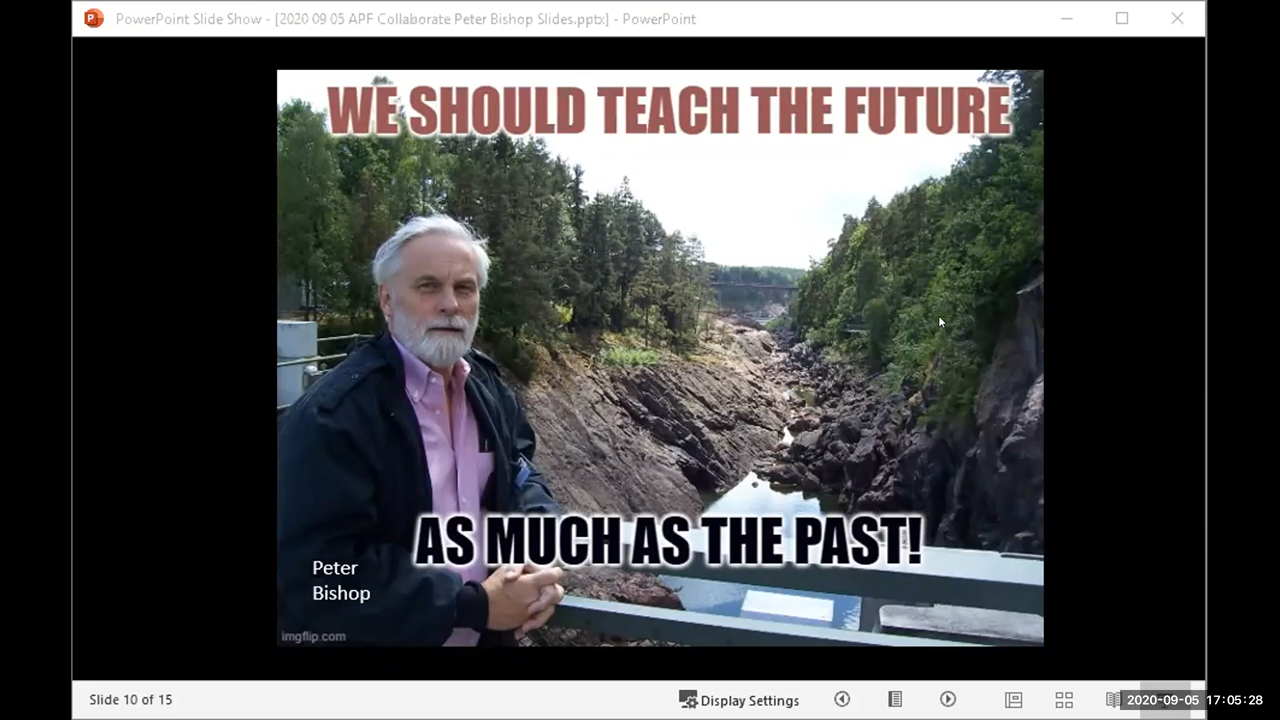 PowerPoint Slide Show - [2020 09 05 APF Collaborate Peter Bishop Slides.pptx] - PowerPoint
WE SHOULD TEACH THE FUTURE
AS MUCH AS THE PAST!
Peter
Bishop
imgflip.com
Slide 10 of 15
Display Settings
2020-09-05 17:05:28